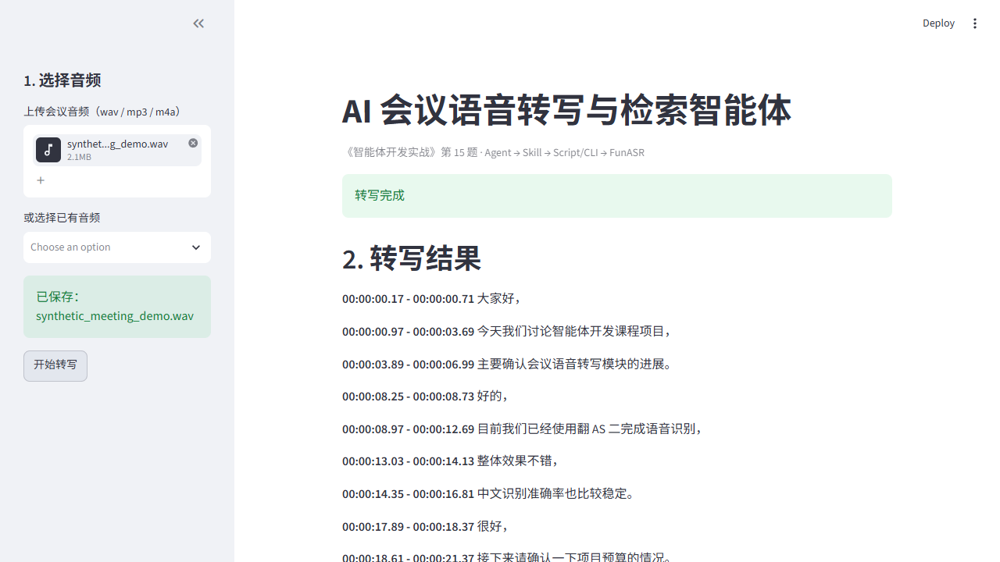 Deploy
1. 选择音频
上传会议音频（wav / mp3 / m4a）
synthet...g_demo.wav
2.1MB
+
或选择已有音频
Choose an option
已保存：
synthetic_meeting_demo.wav
开始转写
AI 会议语音转写与检索智能体
《智能体开发实战》第 15 题 · Agent → Skill → Script/CLI → FunASR
转写完成
2. 转写结果
00:00:00.17 - 00:00:00.71 大家好，
00:00:00.97 - 00:00:03.69 今天我们讨论智能体开发课程项目，
00:00:03.89 - 00:00:06.99 主要确认会议语音转写模块的进展。
00:00:08.25 - 00:00:08.73 好的，
00:00:08.97 - 00:00:12.69 目前我们已经使用翻 AS 二完成语音识别，
00:00:13.03 - 00:00:14.13 整体效果不错，
00:00:14.35 - 00:00:16.81 中文识别准确率也比较稳定。
00:00:17.89 - 00:00:18.37 很好，
00:00:18.61 - 00:00:21.37 接下来请确认一下项目预算的情况。